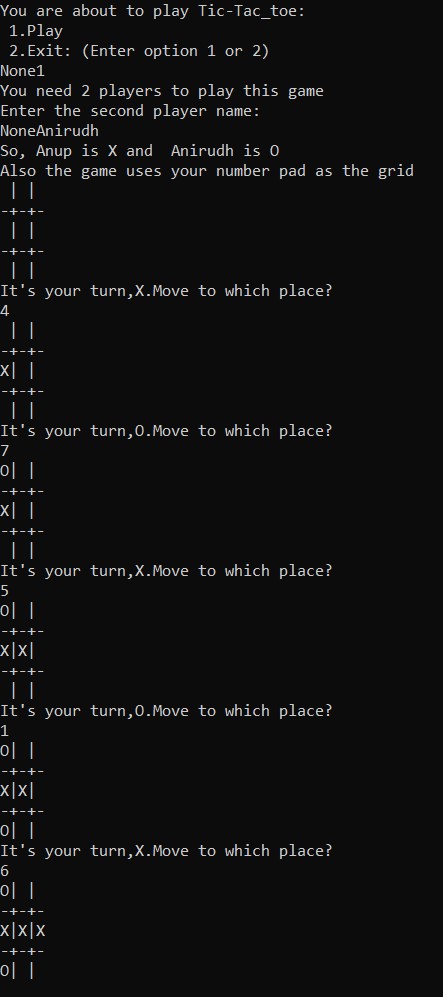 You are about to play Tic-Tac_toe:
 1.Play
 2.Exit: (Enter option 1 or 2)
None1
You need 2 players to play this game
Enter the second player name:
NoneAnirudh
So, Anup is X and  Anirudh is O
Also the game uses your number pad as the grid
 | |
-+-+-
 | |
-+-+-
 | |
It's your turn,X.Move to which place?
4
 | |
-+-+-
X| |
-+-+-
 | |
It's your turn,O.Move to which place?
7
O| |
-+-+-
X| |
-+-+-
 | |
It's your turn,X.Move to which place?
5
O| |
-+-+-
X|X|
-+-+-
 | |
It's your turn,O.Move to which place?
1
O| |
-+-+-
X|X|
-+-+-
O| |
It's your turn,X.Move to which place?
6
O| |
-+-+-
X|X|X
-+-+-
O| |